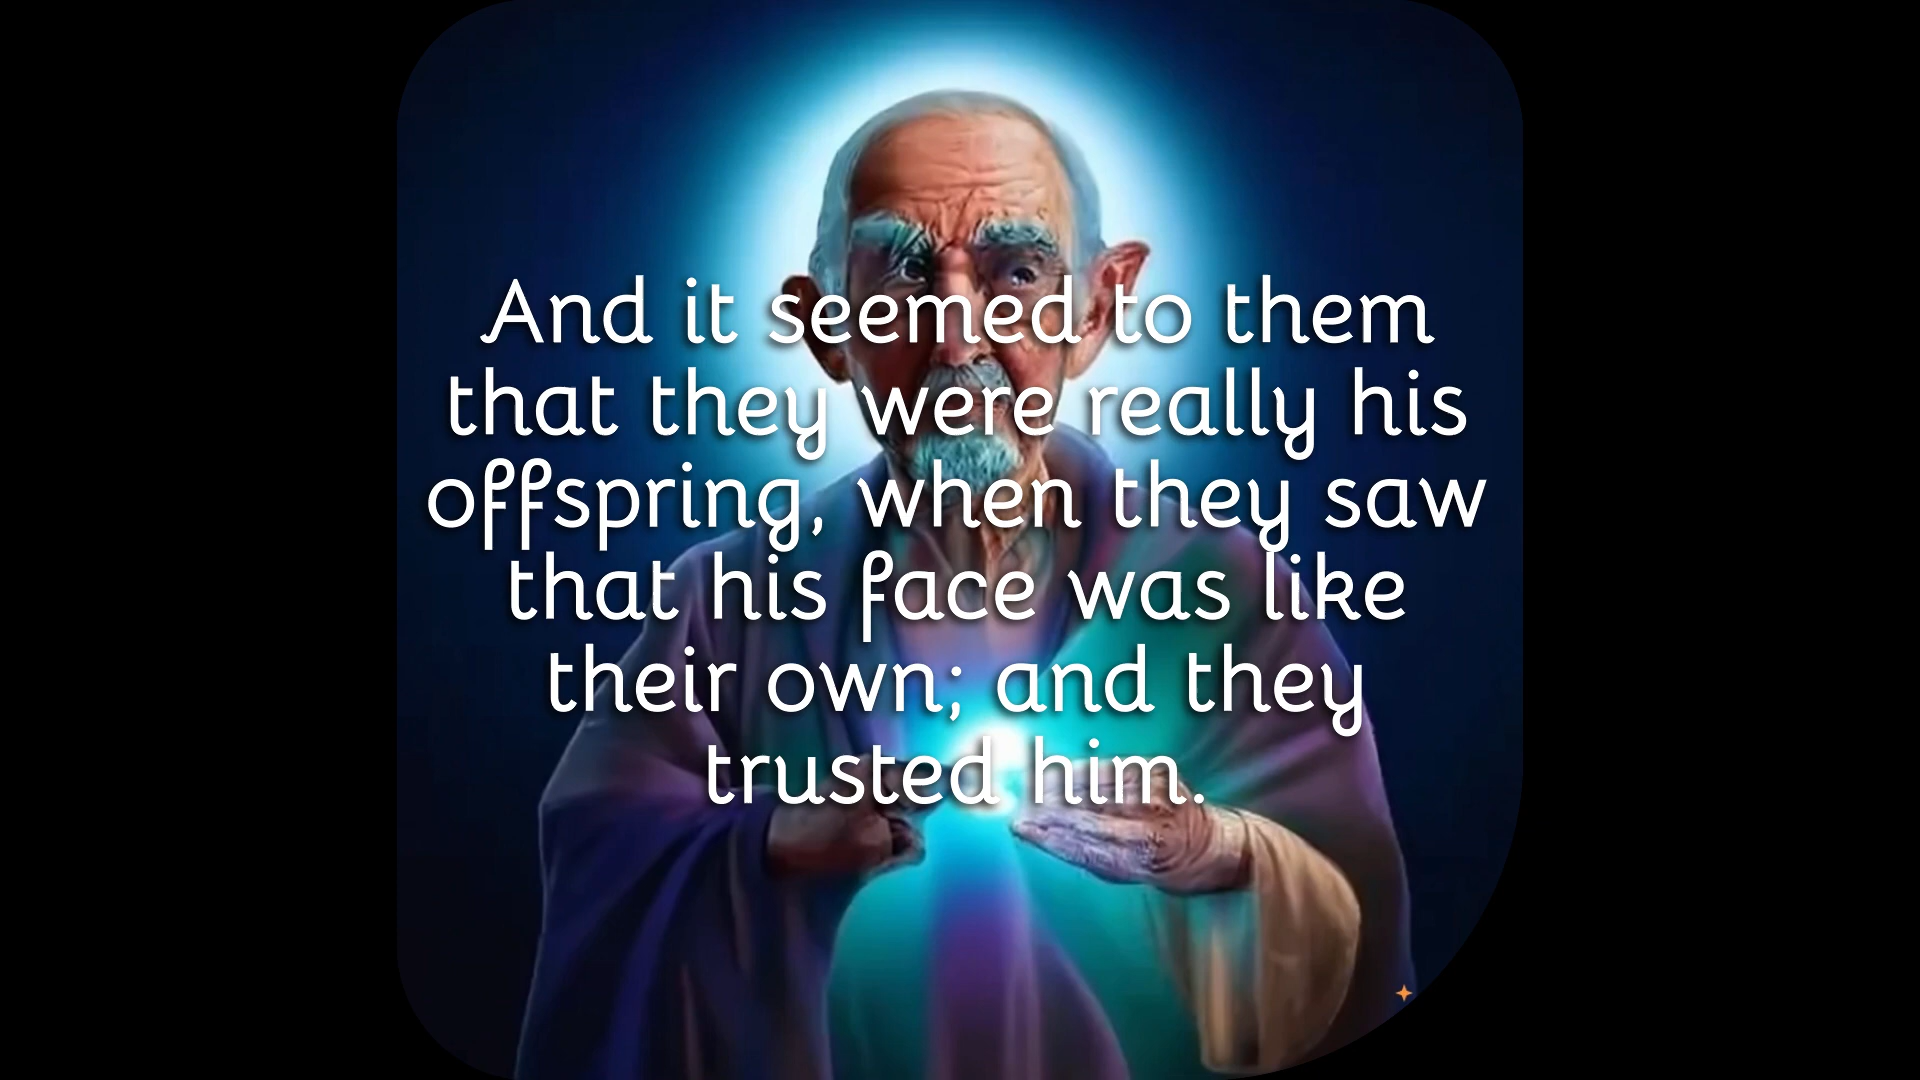 And it seemed to them
that they were really his
offspring, when they saw
that his face was like
their own; and they
trusted him.